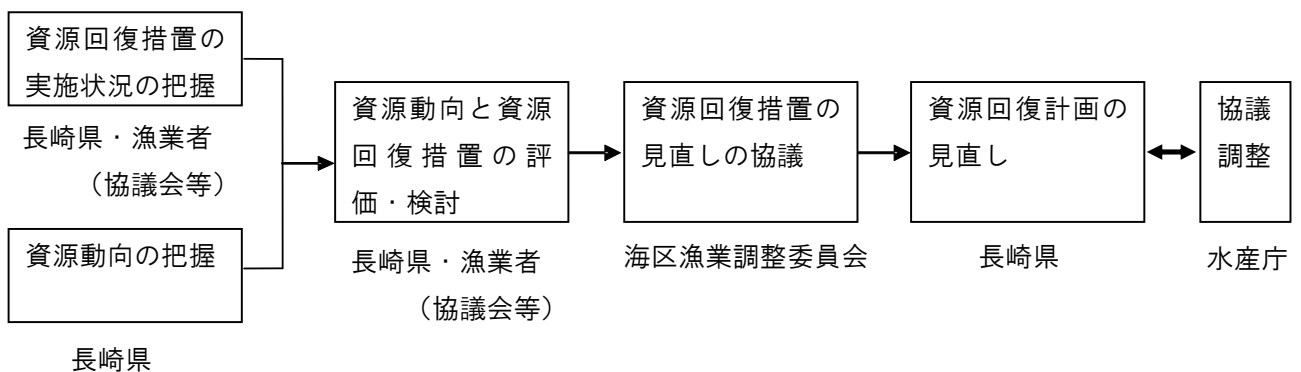 資源回復措置の
実施状況の把握
長崎県・漁業者
（協議会等）
資源動向の把握
長崎県
資源動向と資源
回復措置の評
価・検討
長崎県・漁業者
（協議会等）
資源回復措置の
見直しの協議
海区漁業調整委員会
資源回復計画の
見直し
長崎県
協議
調整
水産庁